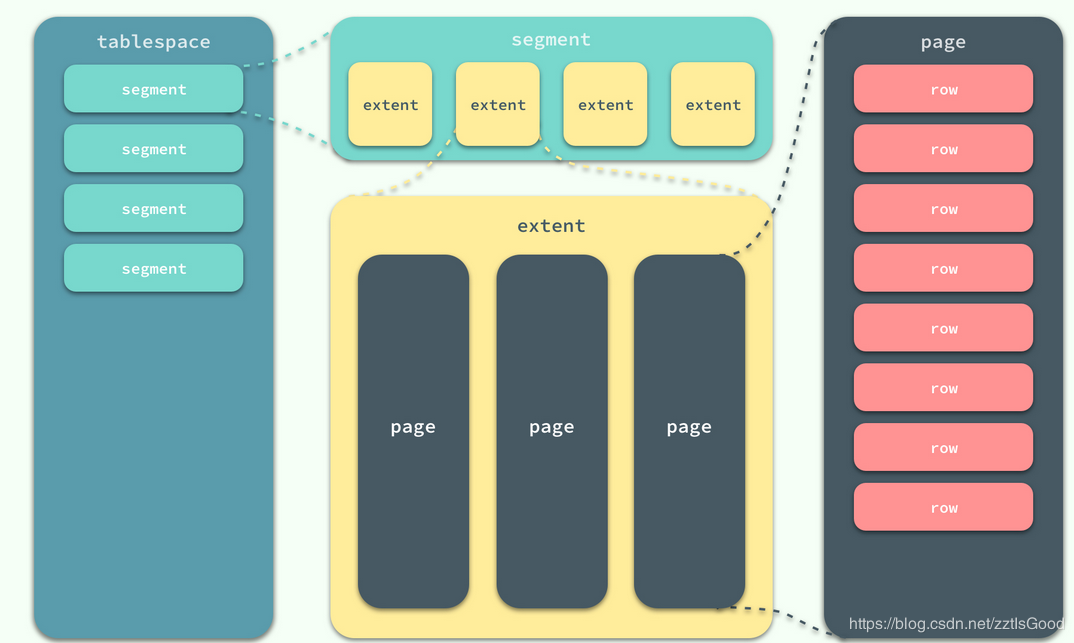 tablespace
segment
segment
segment
segment
segment
extent
extent
extent
extent
extent
page
page
page
page
row
row
row
row
row
row
row
row
https://blog.csdn.net/zztIsGood